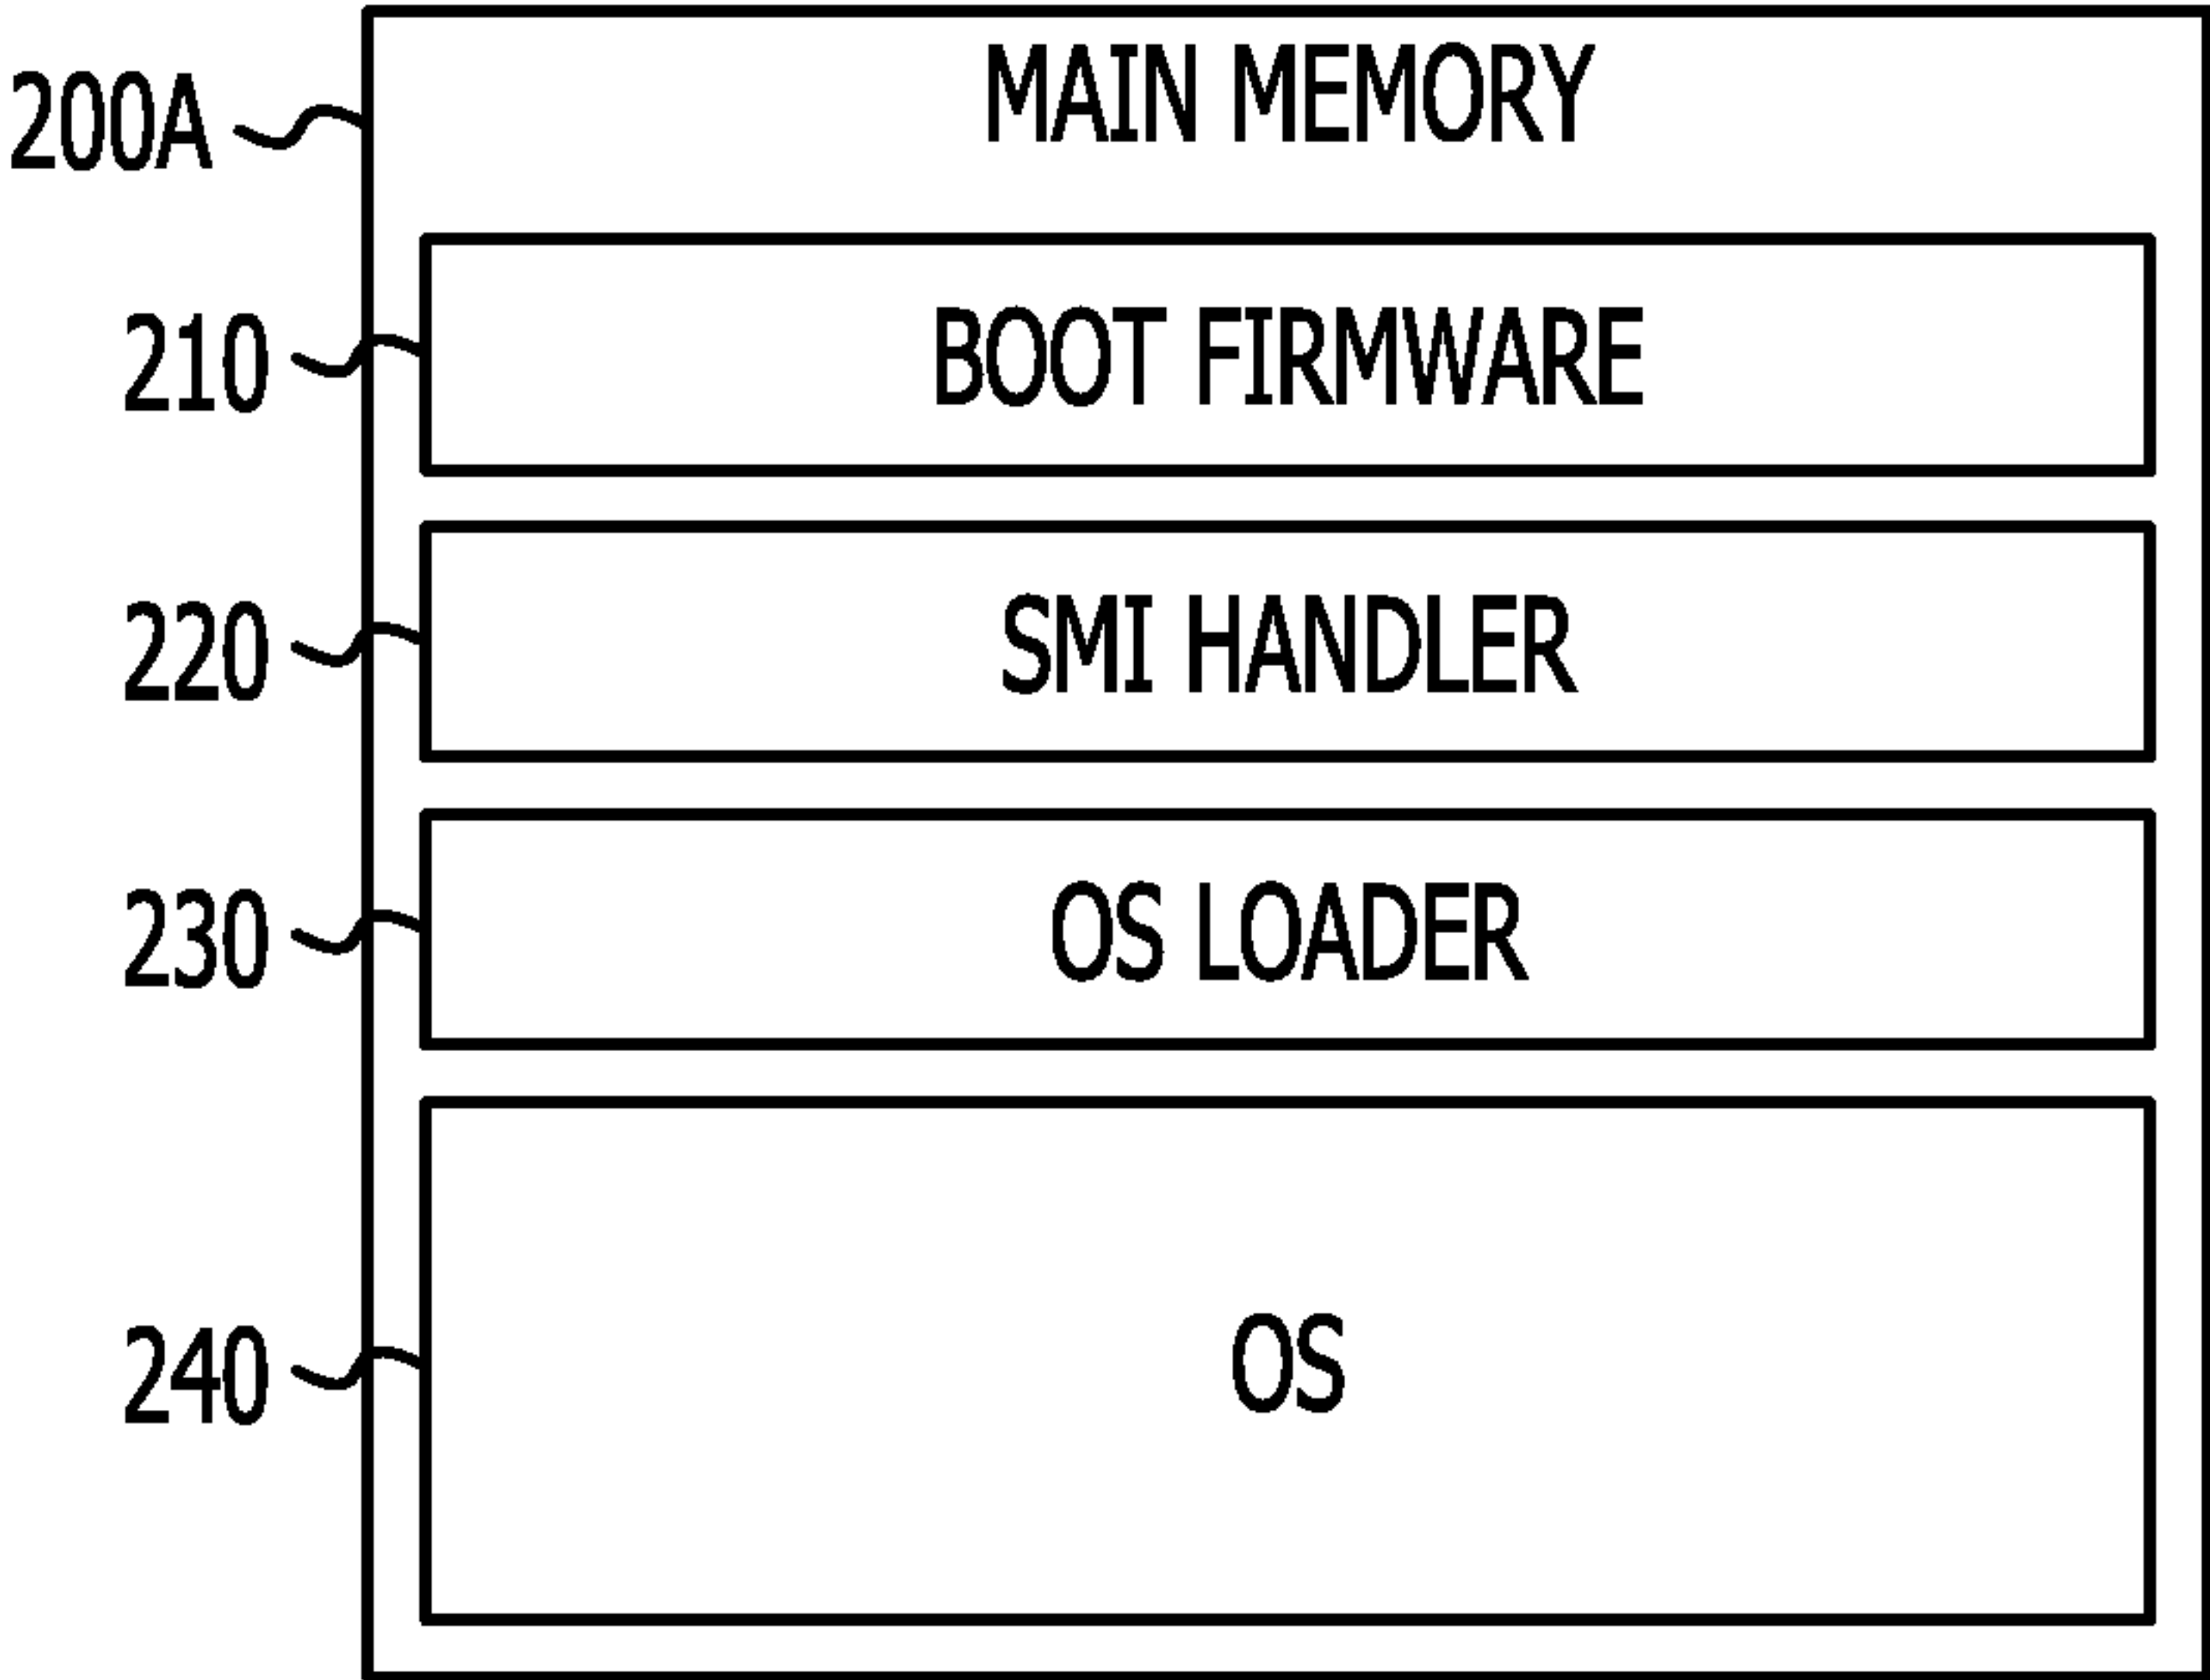 MAIN MEMORY
200A
210 BOOT FIRMWARE
220 SMI HANDLER
230 OS LOADER
240 OS